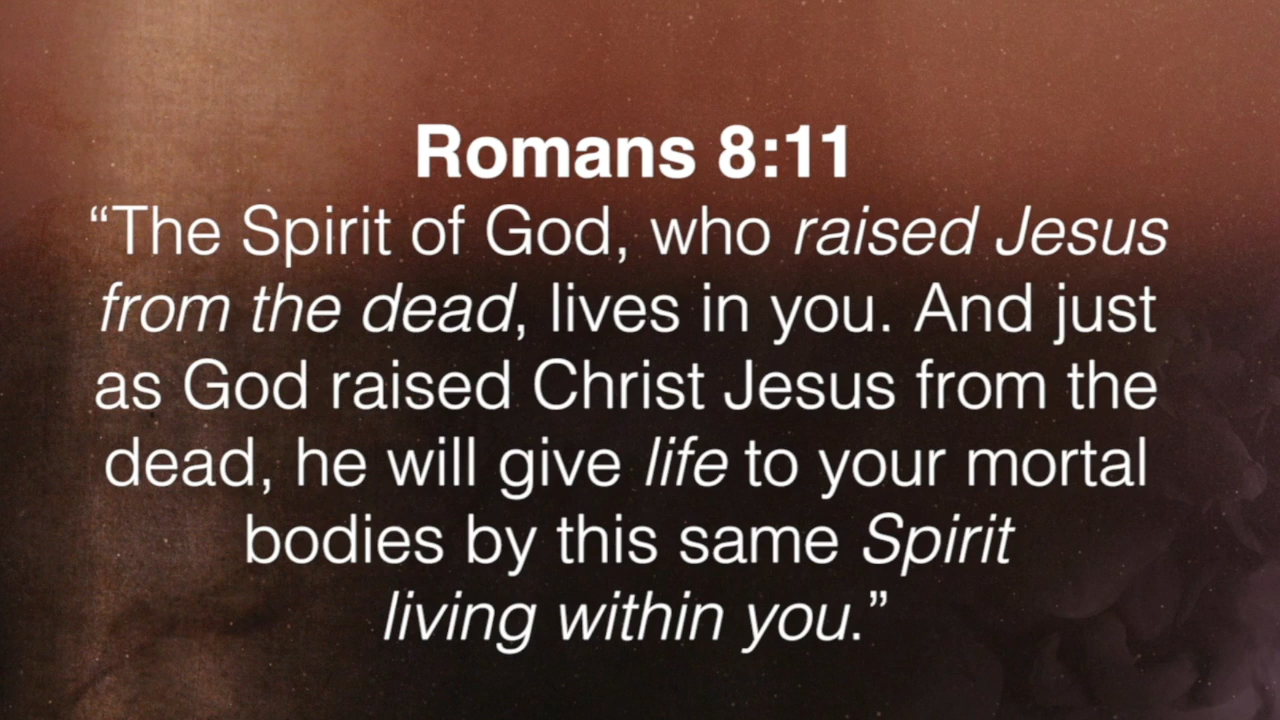 Romans 8:11
“The Spirit of God, who raised Jesus
from the dead, lives in you. And just
as God raised Christ Jesus from the
dead, he will give life to your mortal
bodies by this same Spirit
living within you.”